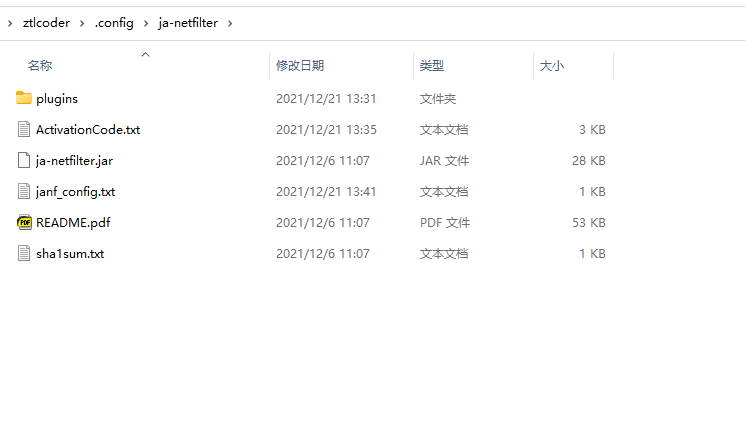 ztlcoder > .config > ja-netfilter >
名称 修改日期 类型 大小
plugins 2021/12/21 13:31 文件夹
ActivationCode.txt 2021/12/21 13:35 文本文档 3 KB
ja-netfilter.jar 2021/12/6 11:07 JAR 文件 28 KB
janf_config.txt 2021/12/21 13:41 文本文档 1 KB
PDF README.pdf 2021/12/6 11:07 PDF 文件 53 KB
sha1sum.txt 2021/12/6 11:07 文本文档 1 KB